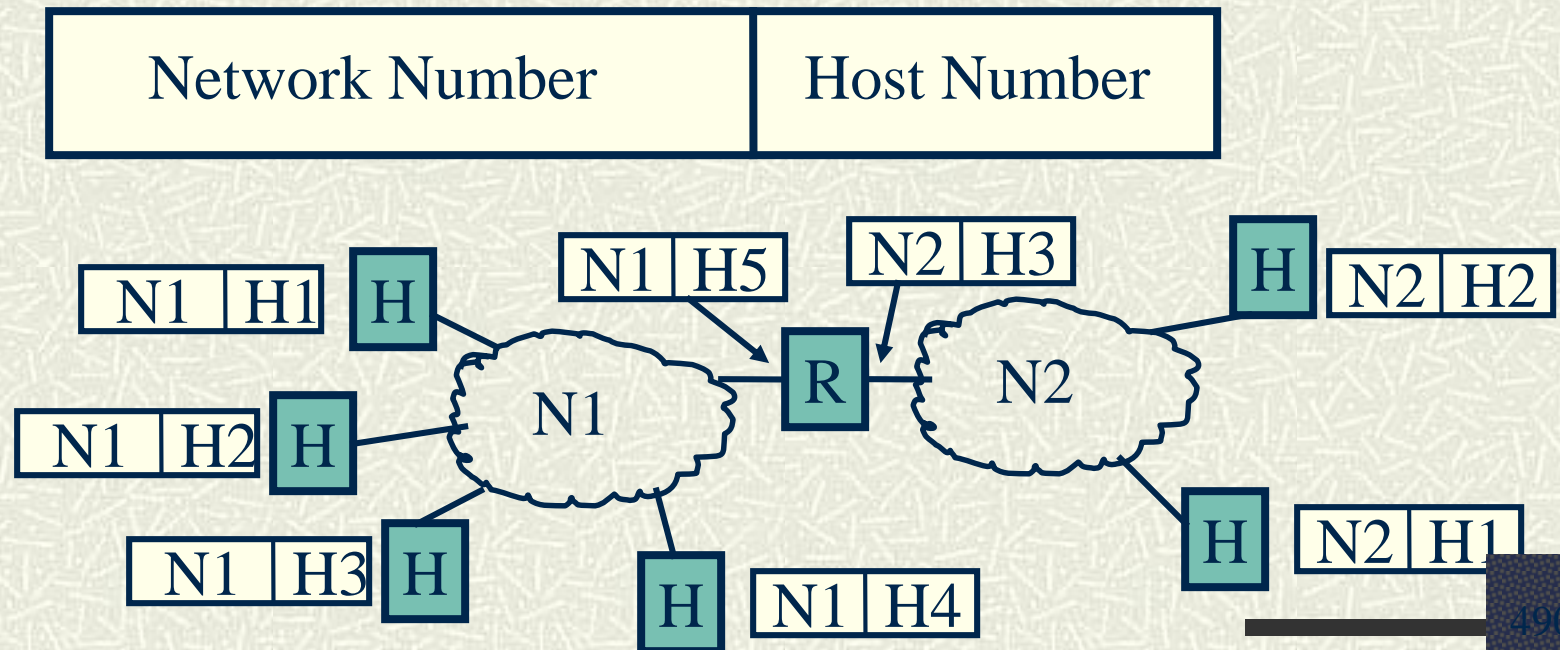 Network Number Host Number
N1 H5
N2 H3
N1 H1 H
H N2 H2
R
N1
N2
N1 H2 H
N1 H3 H
H N2 H1
H N1 H4